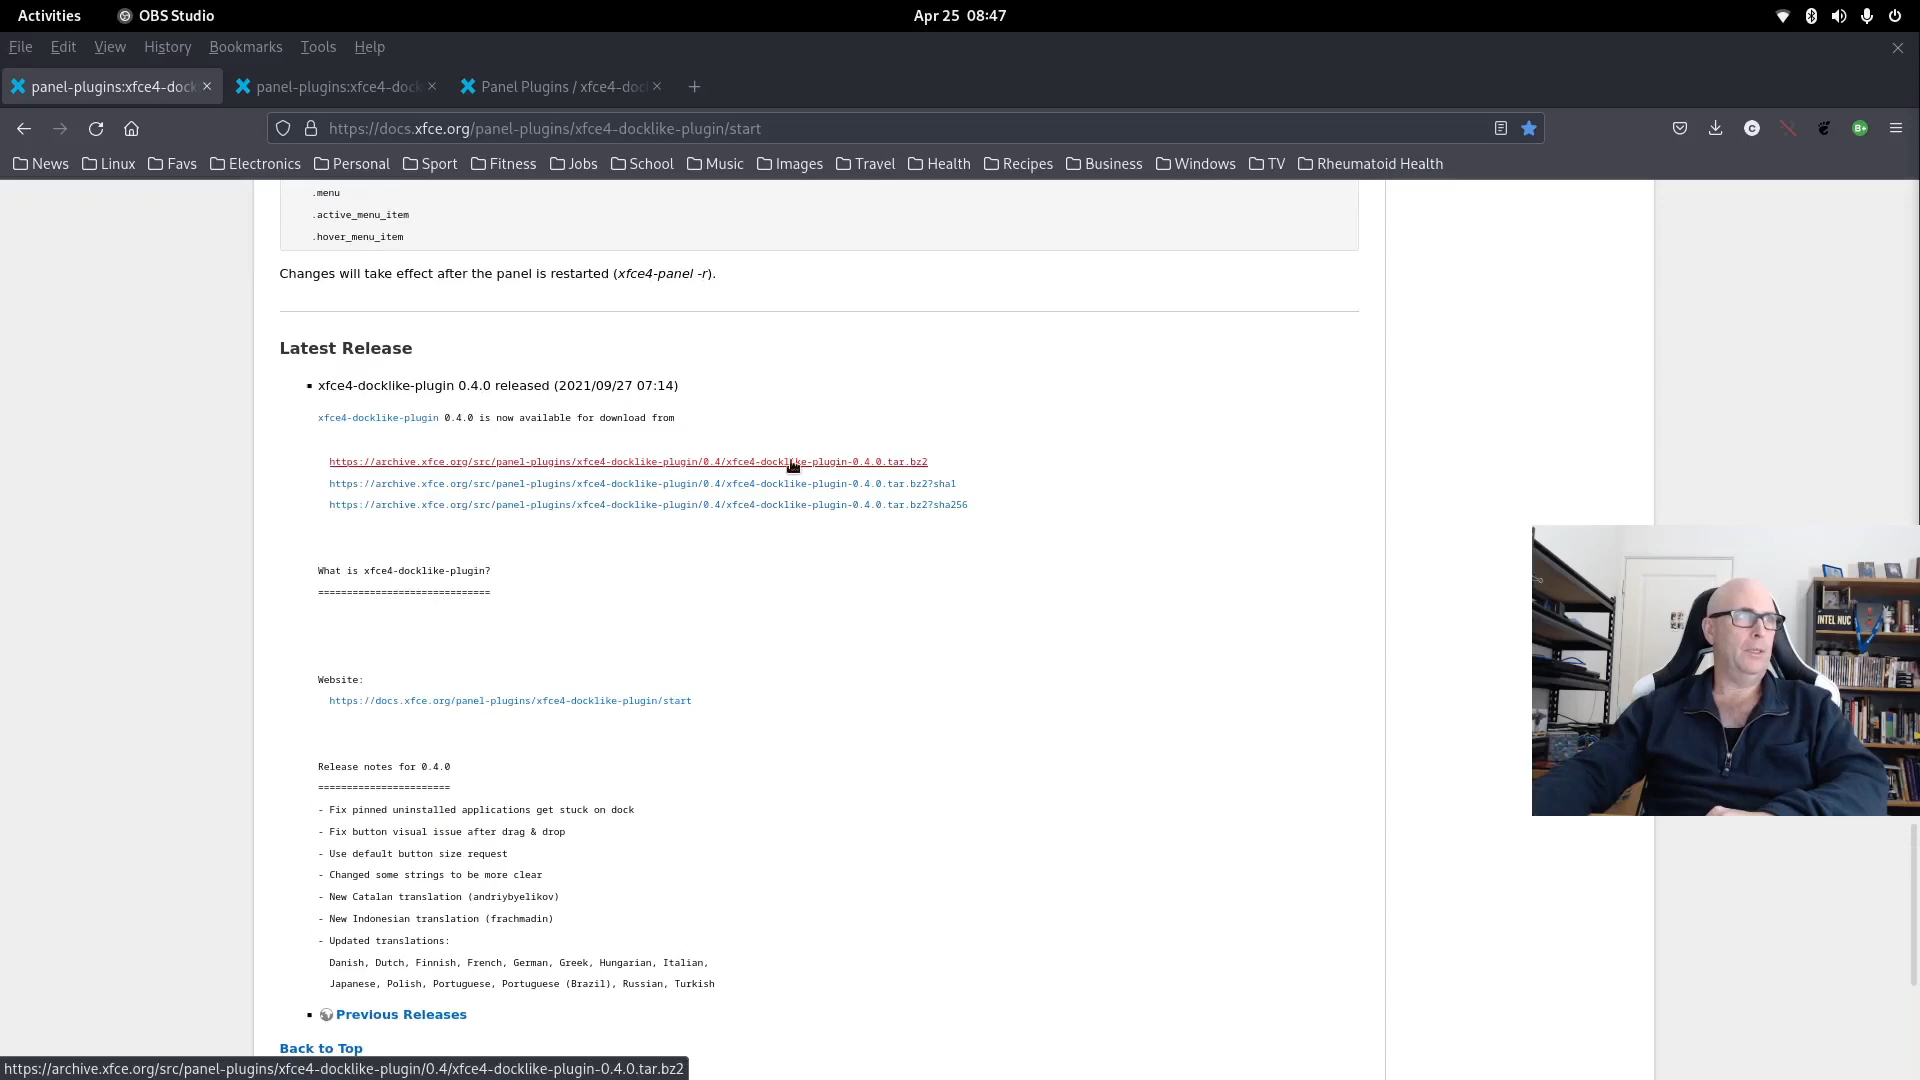 Activities
OBS Studio
Apr 25 08:47
File Edit View History Bookmarks Tools Help
panel-plugins:xfce4-dock
panel-plugins:xfce4-dock
Panel Plugins / xfce4-doc
https://docs.xfce.org/panel-plugins/xfce4-docklike-plugin/start
C
B+
News Linux Favs Electronics Personal Sport Fitness Jobs School Music Images Travel Health Recipes Business Windows TV Rheumatoid Health
.menu
.active_menu_item
.hover_menu_item
Changes will take effect after the panel is restarted (xfce4-panel -r).
Latest Release
▪ xfce4-docklike-plugin 0.4.0 released (2021/09/27 07:14)
xfce4-docklike-plugin 0.4.0 is now available for download from
https://archive.xfce.org/src/panel-plugins/xfce4-docklike-plugin/0.4/xfce4-docklike-plugin-0.4.0.tar.bz2
https://archive.xfce.org/src/panel-plugins/xfce4-docklike-plugin/0.4/xfce4-docklike-plugin-0.4.0.tar.bz2?sha1
https://archive.xfce.org/src/panel-plugins/xfce4-docklike-plugin/0.4/xfce4-docklike-plugin-0.4.0.tar.bz2?sha256
What is xfce4-docklike-plugin?
==============================
INTEL NUC
Website:
https://docs.xfce.org/panel-plugins/xfce4-docklike-plugin/start
Release notes for 0.4.0
=======================
- Fix pinned uninstalled applications get stuck on dock
- Fix button visual issue after drag & drop
- Use default button size request
- Changed some strings to be more clear
- New Catalan translation (andriybyelikov)
- New Indonesian translation (frachmadin)
- Updated translations:
Danish, Dutch, Finnish, French, German, Greek, Hungarian, Italian,
Japanese, Polish, Portuguese, Portuguese (Brazil), Russian, Turkish
▪ Previous Releases
Back to Top
https://archive.xfce.org/src/panel-plugins/xfce4-docklike-plugin/0.4/xfce4-docklike-plugin-0.4.0.tar.bz2